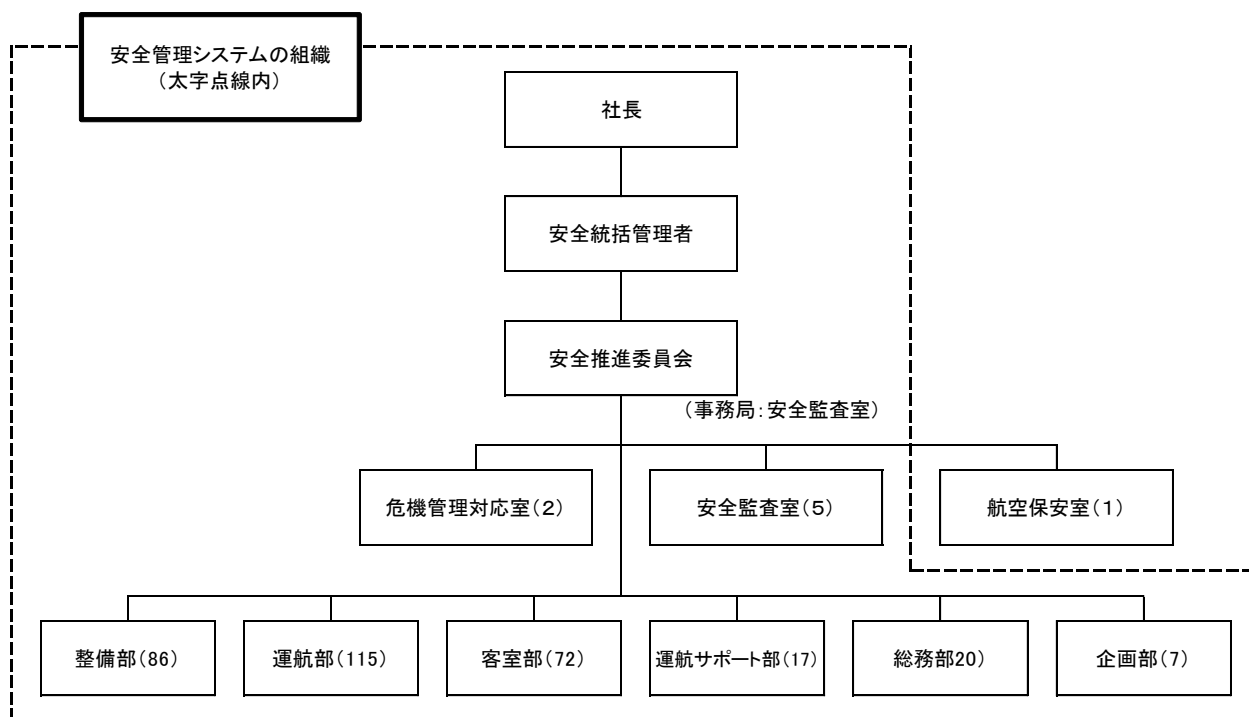 安全管理システムの組織
（太字点線内）
社長
安全統括管理者
安全推進委員会
（事務局：安全監査室）
危機管理対応室（２）
安全監査室（５）
航空保安室（１）
整備部（86）
運航部（115）
客室部（72）
運航サポート部（17）
総務部20）
企画部（７）